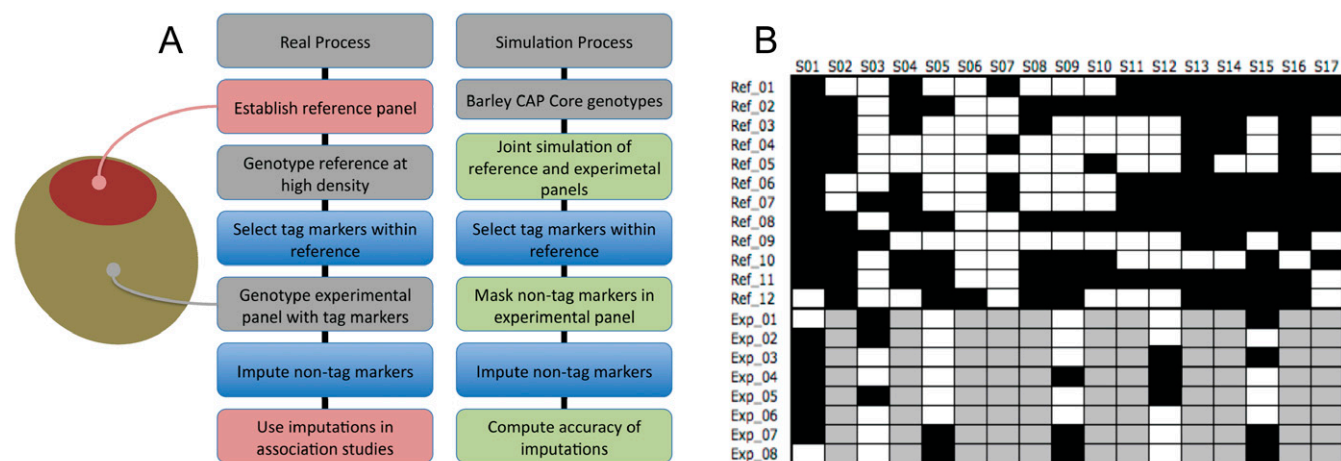 A
Real Process
Establish reference panel
Genotype reference at
high density
Select tag markers within
reference
Genotype experimental
panel with tag markers
Impute non-tag markers
Use imputations in
association studies
Simulation Process
Barley CAP Core genotypes
Joint simulation of
reference and experimetal
panels
Select tag markers within
reference
Mask non-tag markers in
experimental panel
Impute non-tag markers
Compute accuracy of
imputations
B
S01 S02 S03 S04 S05 S06 S07 S08 S09 S10 S11 S12 S13 S14 S15 S16 S17
Ref_01
Ref_02
Ref_03
Ref_04
Ref_05
Ref_06
Ref_07
Ref_08
Ref_09
Ref_10
Ref_11
Ref_12
Exp_01
Exp_02
Exp_03
Exp_04
Exp_05
Exp_06
Exp_07
Exp_08